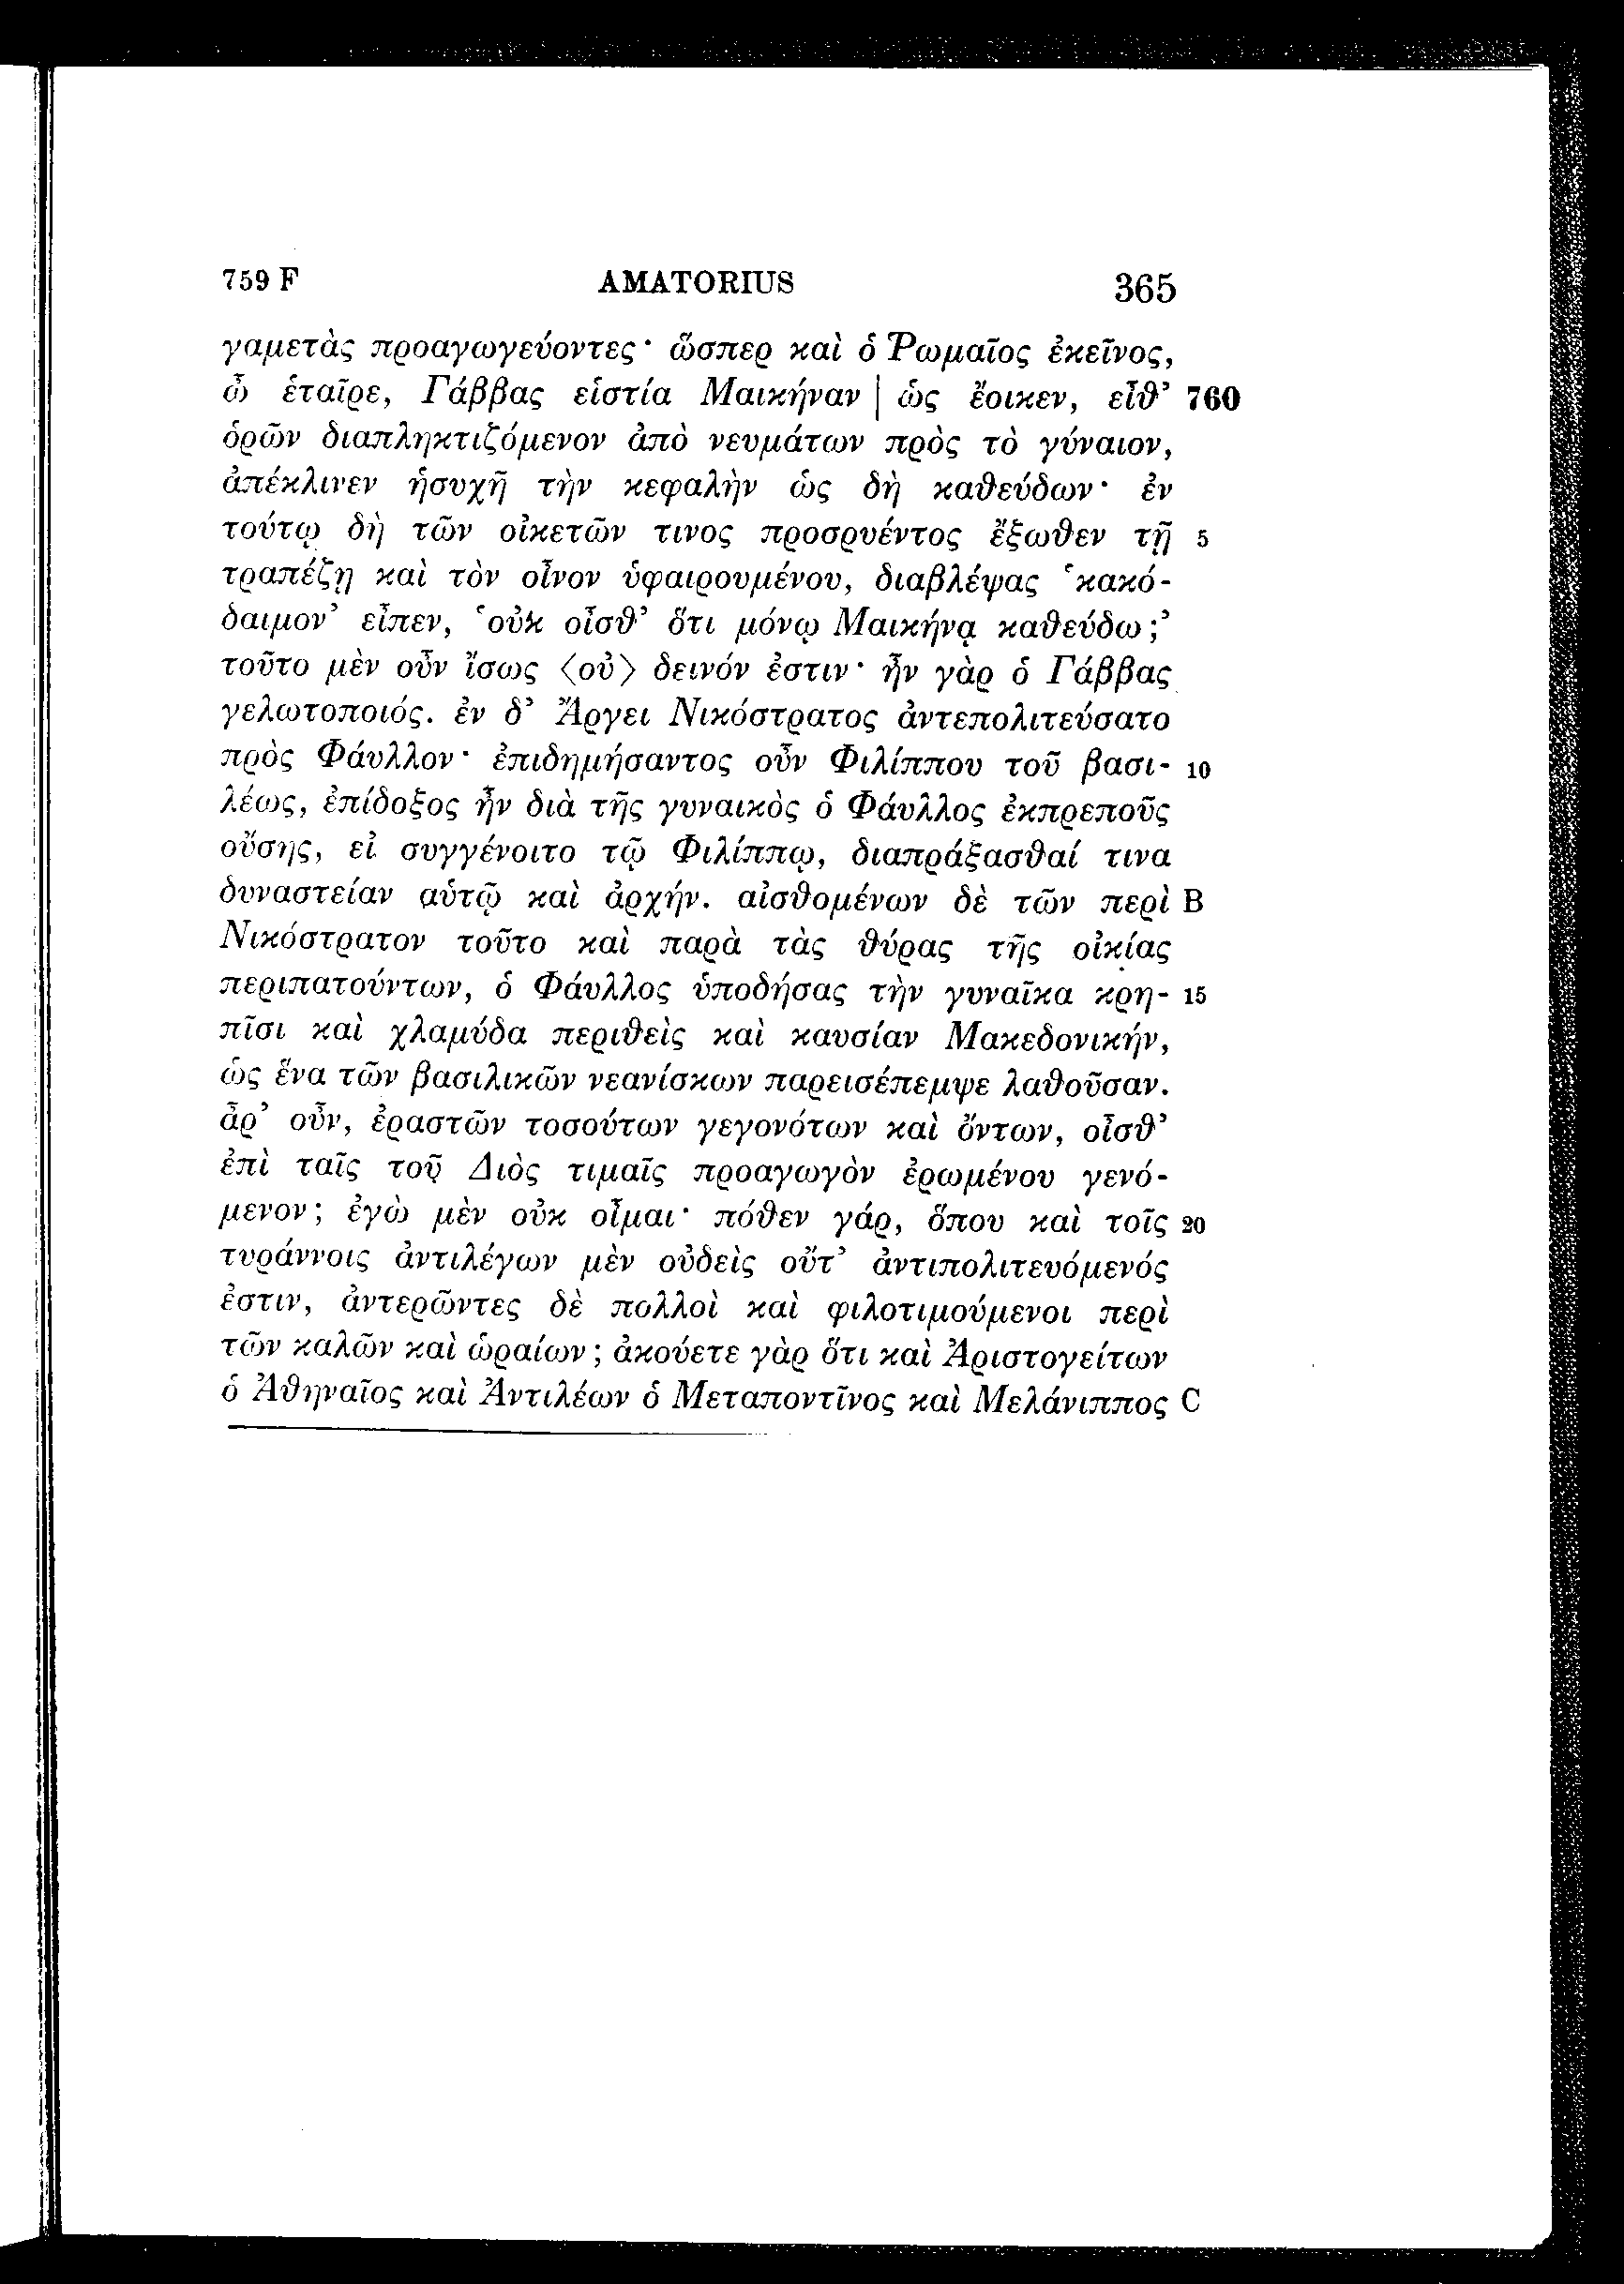 759 F AMATORIUS 365
γαμετὰς προαγωγεύοντες· ὥσπερ καὶ ὁ Ῥωμαῖος ἐκεῖνος,
ὦ ἑταῖρε, Γάββας εἱστία Μαικήναν | ὡς ἔοικεν, εἶθ’ 760
ὁρῶν διαπληκτιζόμενον ἀπὸ νευμάτων πρὸς τὸ γύναιον,
ἀπέκλινεν ἡσυχῆ τὴν κεφαλὴν ὡς δὴ καθεύδων· ἐν
τούτῳ δὴ τῶν οἰκετῶν τινος προσρυέντος ἔξωθεν τῇ 5
τραπέζῃ καὶ τὸν οἶνον ὑφαιρουμένου, διαβλέψας ‘κακό-
δαιμον’ εἶπεν, ‘οὐκ οἶσθ’ ὅτι μόνῳ Μαικήνᾳ καθεύδω;’
τοῦτο μὲν οὖν ἴσως ⟨οὐ⟩ δεινόν ἐστιν· ἦν γὰρ ὁ Γάββας
γελωτοποιός. ἐν δ’ Ἄργει Νικόστρατος ἀντεπολιτεύσατο
πρὸς Φάυλλον· ἐπιδημήσαντος οὖν Φιλίππου τοῦ βασι- 10
λέως, ἐπίδοξος ἦν διὰ τῆς γυναικὸς ὁ Φάυλλος ἐκπρεποῦς
οὔσης, εἰ συγγένοιτο τῷ Φιλίππῳ, διαπράξασθαί τινα
δυναστείαν αὑτῷ καὶ ἀρχήν. αἰσθομένων δὲ τῶν περὶ B
Νικόστρατον τοῦτο καὶ παρὰ τὰς θύρας τῆς οἰκίας
περιπατούντων, ὁ Φάυλλος ὑποδήσας τὴν γυναῖκα κρη- 15
πῖσι καὶ χλαμύδα περιθεὶς καὶ καυσίαν Μακεδονικήν,
ὡς ἕνα τῶν βασιλικῶν νεανίσκων παρεισέπεμψε λαθοῦσαν.
ἆρ’ οὖν, ἐραστῶν τοσούτων γεγονότων καὶ ὄντων, οἶσθ’
ἐπὶ ταῖς τοῦ Διὸς τιμαῖς προαγωγὸν ἐρωμένου γενό-
μενον; ἐγὼ μὲν οὐκ οἶμαι· πόθεν γάρ, ὅπου καὶ τοῖς 20
τυράννοις ἀντιλέγων μὲν οὐδεὶς οὔτ’ ἀντιπολιτευόμενός
ἐστιν, ἀντερῶντες δὲ πολλοὶ καὶ φιλοτιμούμενοι περὶ
τῶν καλῶν καὶ ὡραίων; ἀκούετε γὰρ ὅτι καὶ Ἀριστογείτων
ὁ Ἀθηναῖος καὶ Ἀντιλέων ὁ Μεταποντῖνος καὶ Μελάνιππος C